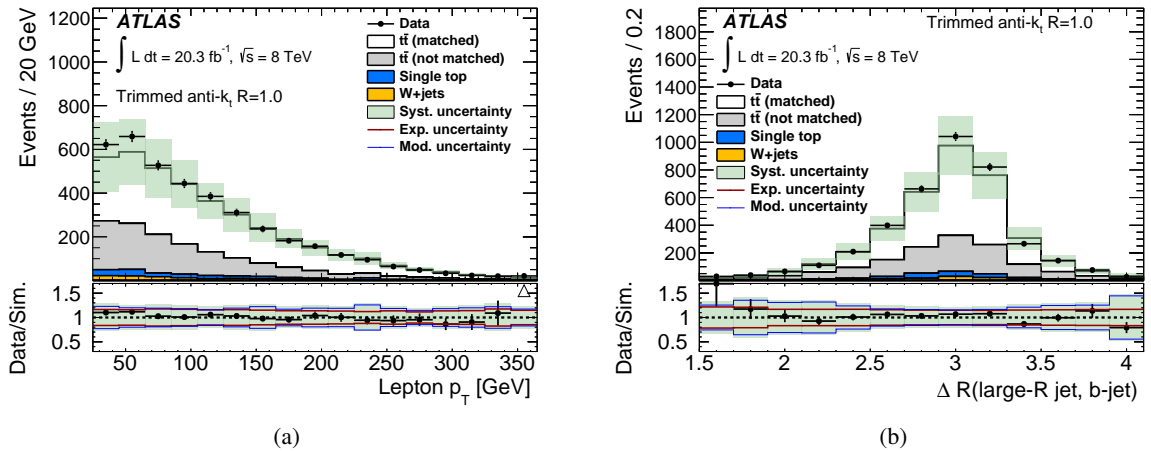 ATLAS
∫ L dt = 20.3 fb⁻¹, √s = 8 TeV
Trimmed anti-kₜ R=1.0
Data
tt̄ (matched)
tt̄ (not matched)
Single top
W+jets
Syst. uncertainty
Exp. uncertainty
Mod. uncertainty
Events / 20 GeV
1200
1000
800
600
400
200
Data/Sim.
1.5
1
0.5
50 100 150 200 250 300 350
Lepton p_T [GeV]
(a)
ATLAS
Trimmed anti-kₜ R=1.0
∫ L dt = 20.3 fb⁻¹, √s = 8 TeV
Data
tt̄ (matched)
tt̄ (not matched)
Single top
W+jets
Syst. uncertainty
Exp. uncertainty
Mod. uncertainty
Events / 0.2
1800
1600
1400
1200
1000
800
600
400
200
Data/Sim.
1.5
1
0.5
1.5 2 2.5 3 3.5 4
Δ R(large-R jet, b-jet)
(b)